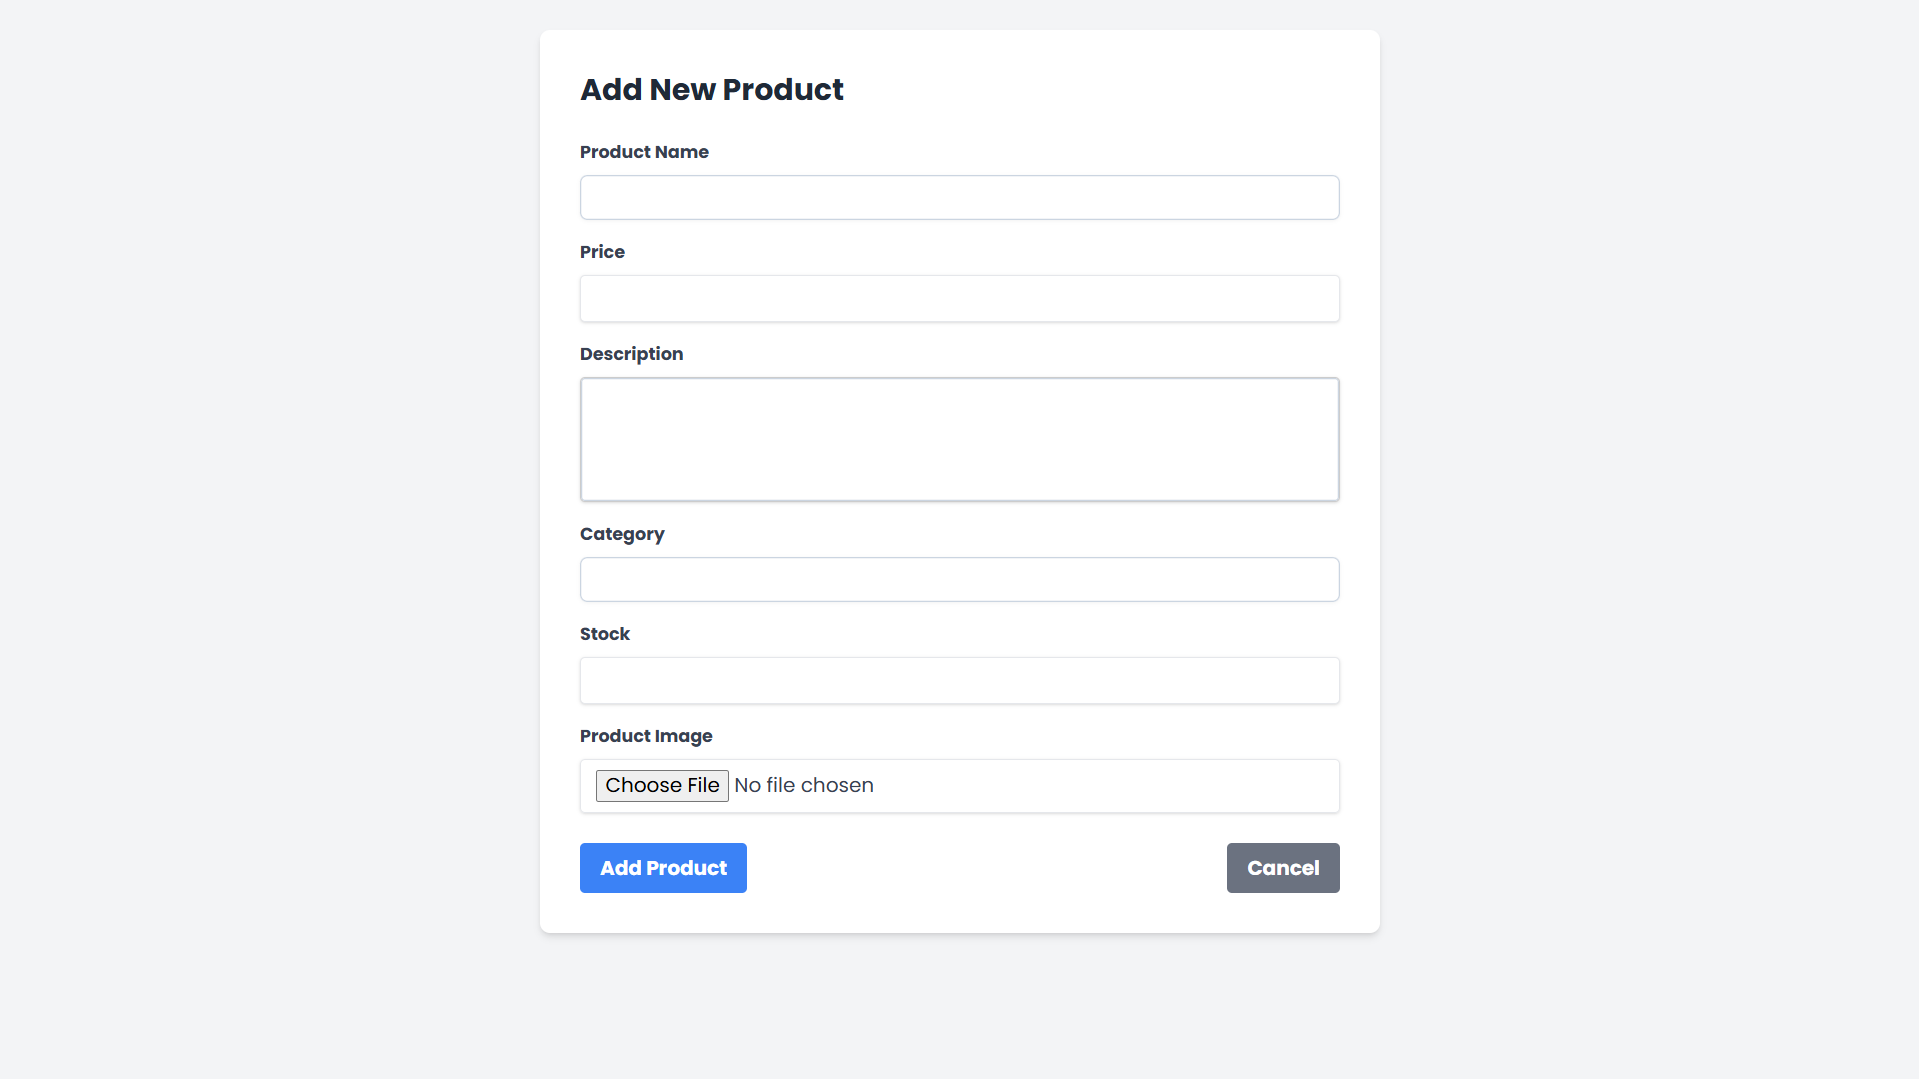 Add New Product
Product Name
Price
Description
Category
Stock
Product Image
Choose File No file chosen
Add Product Cancel